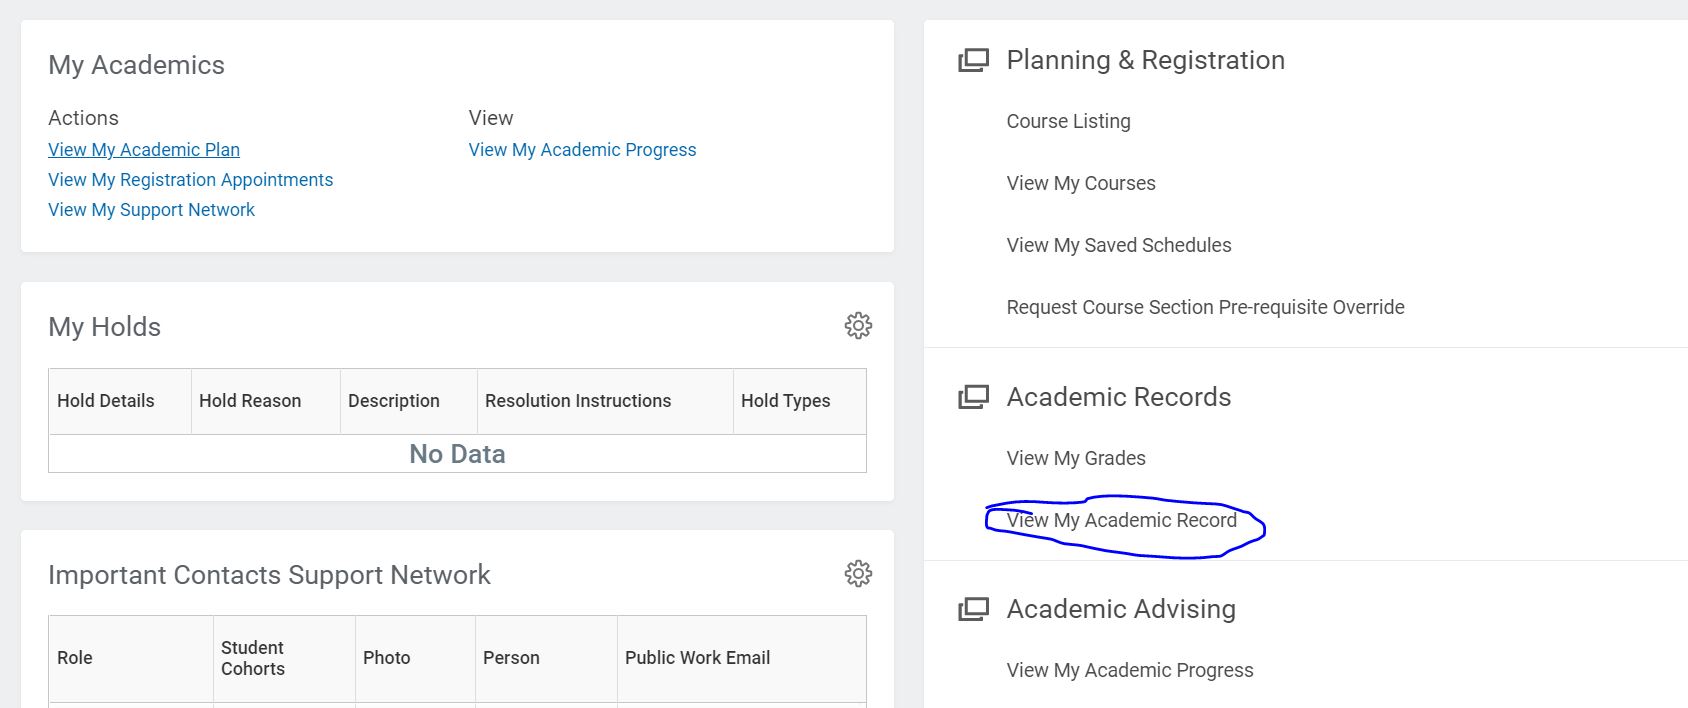 My Academics
Actions
View My Academic Plan
View My Registration Appointments
View My Support Network
View
View My Academic Progress
My Holds
Hold Details
Hold Reason
Description
Resolution Instructions
Hold Types
No Data
Important Contacts Support Network
Role
Student
Cohorts
Photo
Person
Public Work Email
Planning & Registration
Course Listing
View My Courses
View My Saved Schedules
Request Course Section Pre-requisite Override
Academic Records
View My Grades
View My Academic Record
Academic Advising
View My Academic Progress